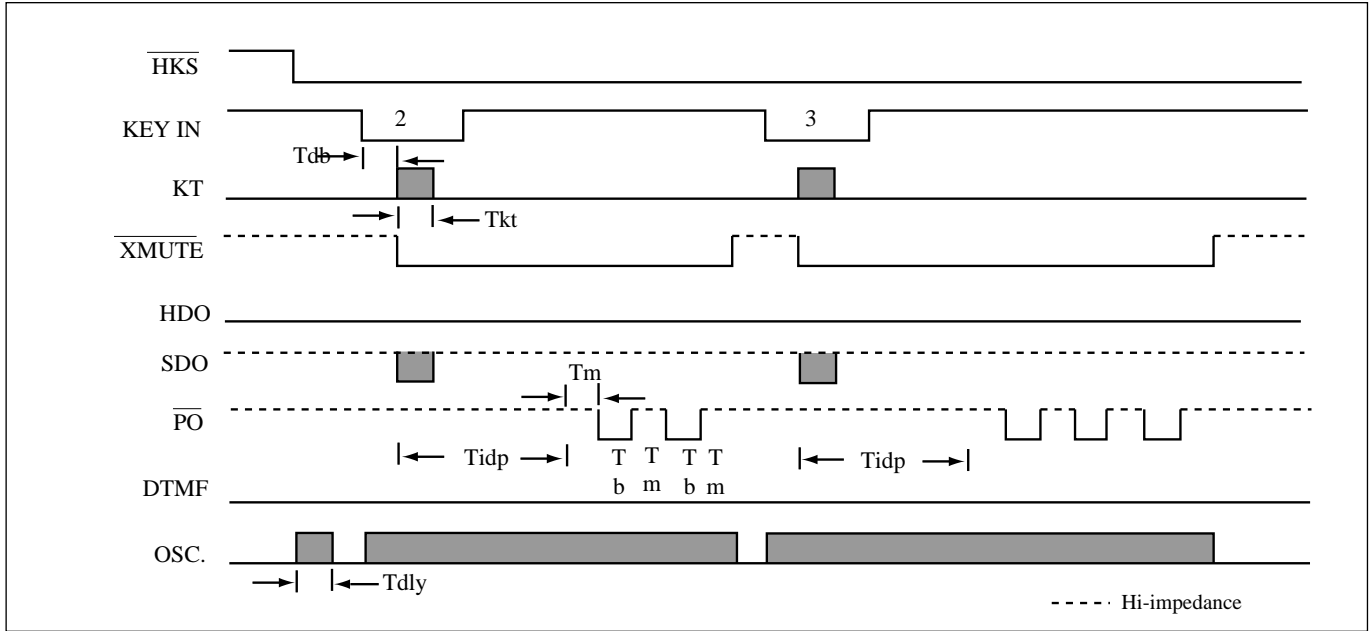 HKS
KEY IN 2 3
Tdb
KT
Tkt
XMUTE
HDO
SDO
Tm
PO
Tidp T T T T Tidp
b m b m
DTMF
OSC.
Tdly
Hi-impedance